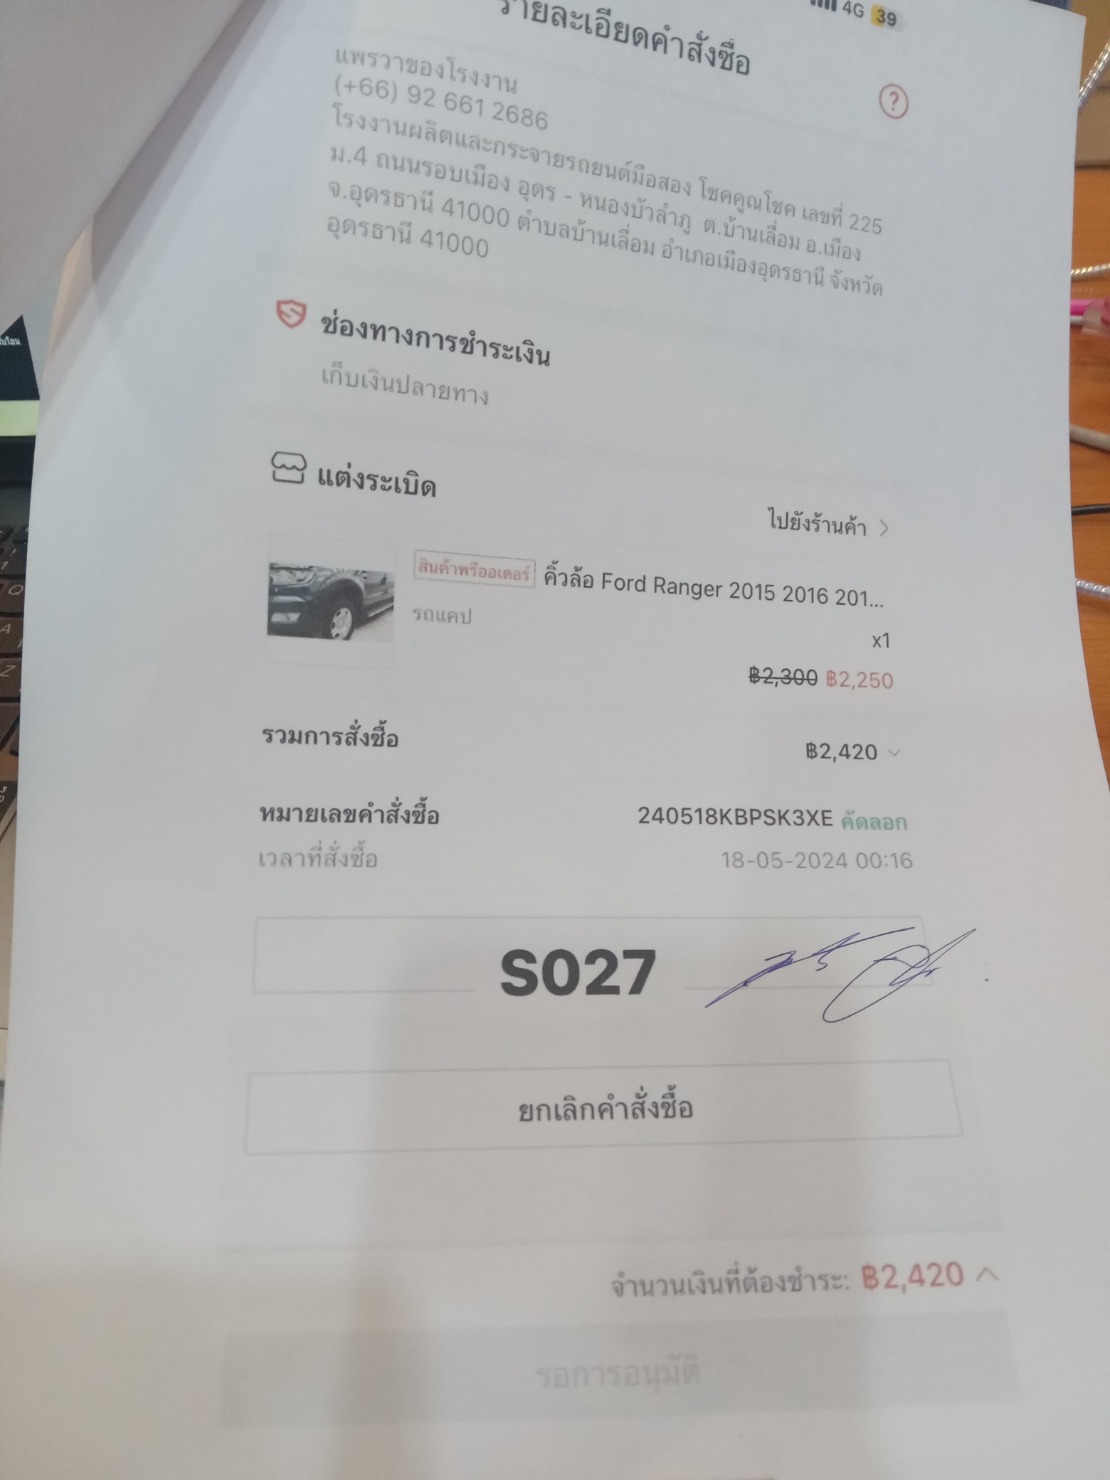 4G 39
รายละเอียดคำสั่งซื้อ
แพรวาของโรงงาน
(+66) 92 661 2686
โรงงานผลิตและกระจายรถยนต์มือสอง โชคคูณโชค เลขที่ 225
ม.4 ถนนรอบเมือง อุดร - หนองบัวลำภู ต.บ้านเลื่อม อ.เมือง
จ.อุดรธานี 41000 ตำบลบ้านเลื่อม อำเภอเมืองอุดรธานี จังหวัด
อุดรธานี 41000
ช่องทางการชำระเงิน
เก็บเงินปลายทาง
แต่งระเบิด
ไปยังร้านค้า >
สินค้าพรีออเดอร์ คิ้วล้อ Ford Ranger 2015 2016 201...
รถแคป
x1
฿2,300 ฿2,250
รวมการสั่งซื้อ ฿2,420
หมายเลขคำสั่งซื้อ 240518KBPSK3XE คัดลอก
เวลาที่สั่งซื้อ 18-05-2024 00:16
S027
ยกเลิกคำสั่งซื้อ
จำนวนเงินที่ต้องชำระ: ฿2,420
รอการอนุมัติ